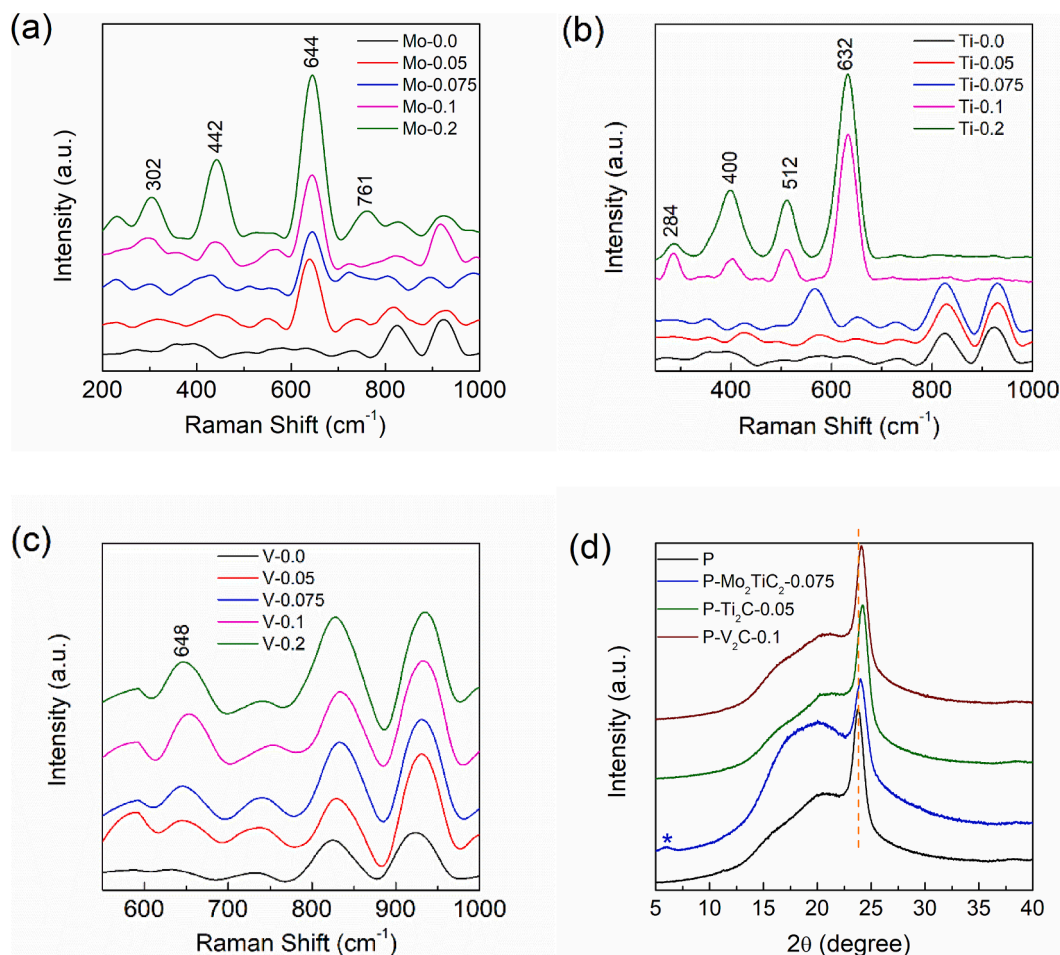 (a)
Intensity (a.u.)
302
442
644
761
Mo-0.0
Mo-0.05
Mo-0.075
Mo-0.1
Mo-0.2
200 400 600 800 1000
Raman Shift (cm⁻¹)
(b)
Intensity (a.u.)
284
400
512
632
Ti-0.0
Ti-0.05
Ti-0.075
Ti-0.1
Ti-0.2
400 600 800 1000
Raman Shift (cm⁻¹)
(c)
Intensity (a.u.)
648
V-0.0
V-0.05
V-0.075
V-0.1
V-0.2
600 700 800 900 1000
Raman Shift (cm⁻¹)
(d)
Intensity (a.u.)
P
P-Mo₂TiC₂-0.075
P-Ti₂C-0.05
P-V₂C-0.1
*
5 10 15 20 25 30 35 40
2θ (degree)